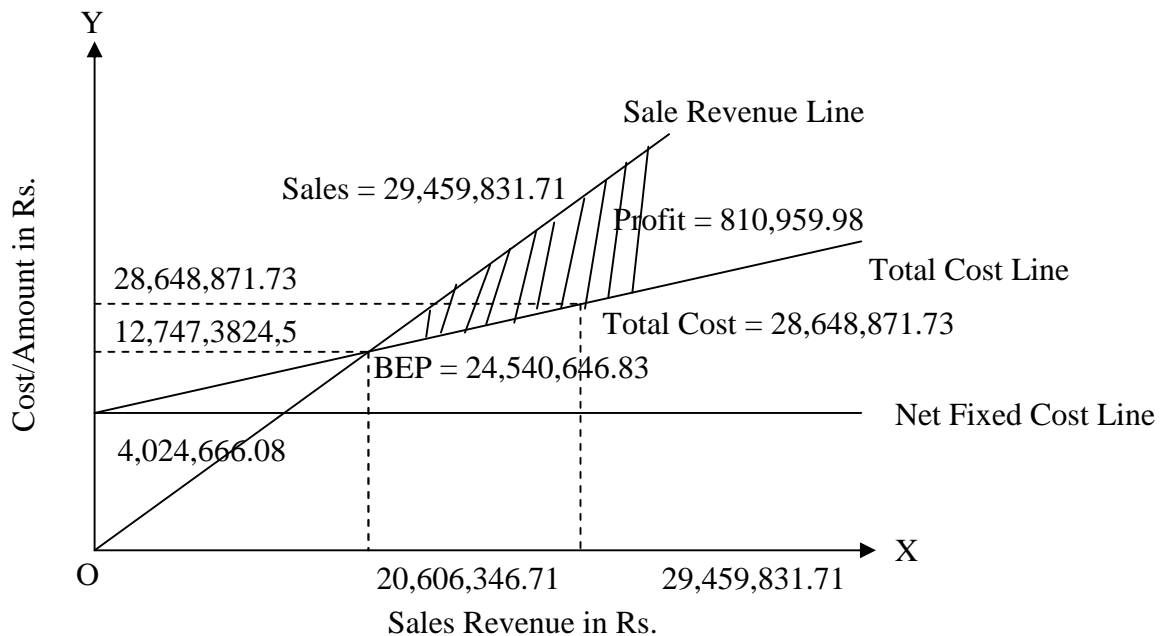 Y
Sale Revenue Line
Sales = 29,459,831.71
Profit = 810,959.98
Cost/Amount in Rs.
28,648,871.73
Total Cost Line
12,747,3824,5
Total Cost = 28,648,871.73
BEP = 24,540,646.83
Net Fixed Cost Line
4,024,666.08
X
O
20,606,346.71
29,459,831.71
Sales Revenue in Rs.